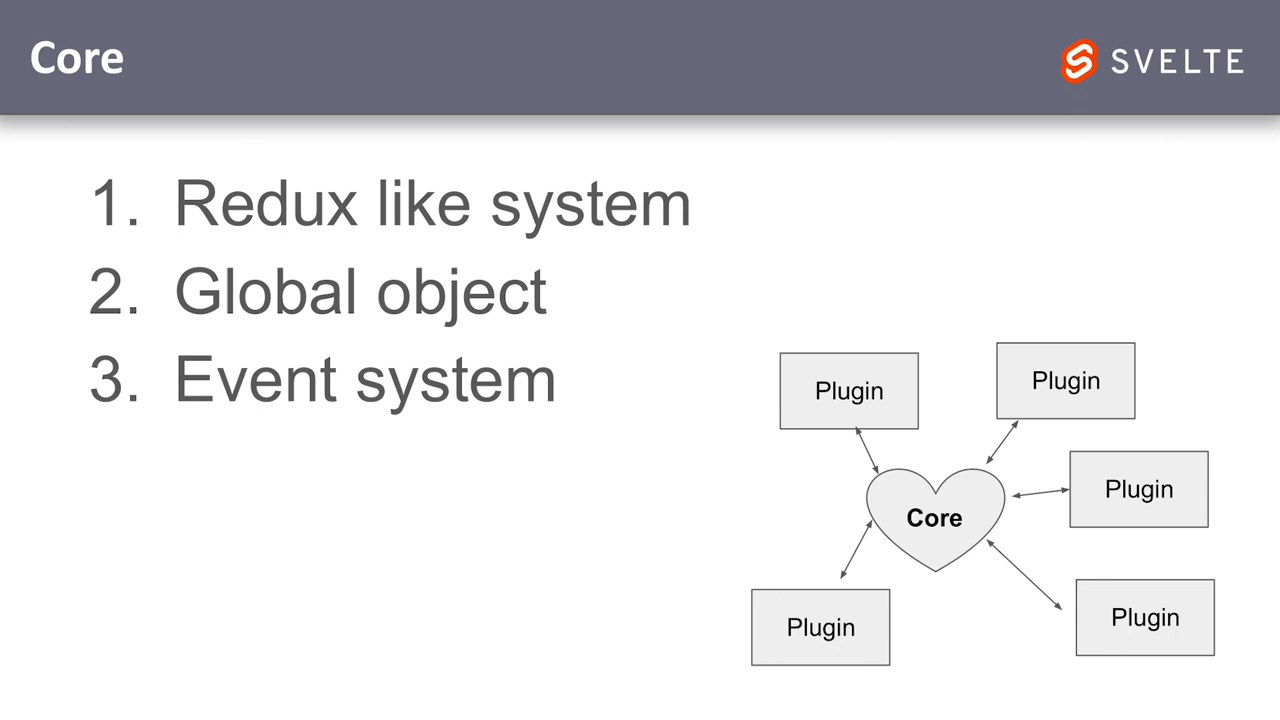 Core
SVELTE
1. Redux like system
2. Global object
3. Event system
Plugin
Plugin
Plugin
Core
Plugin
Plugin